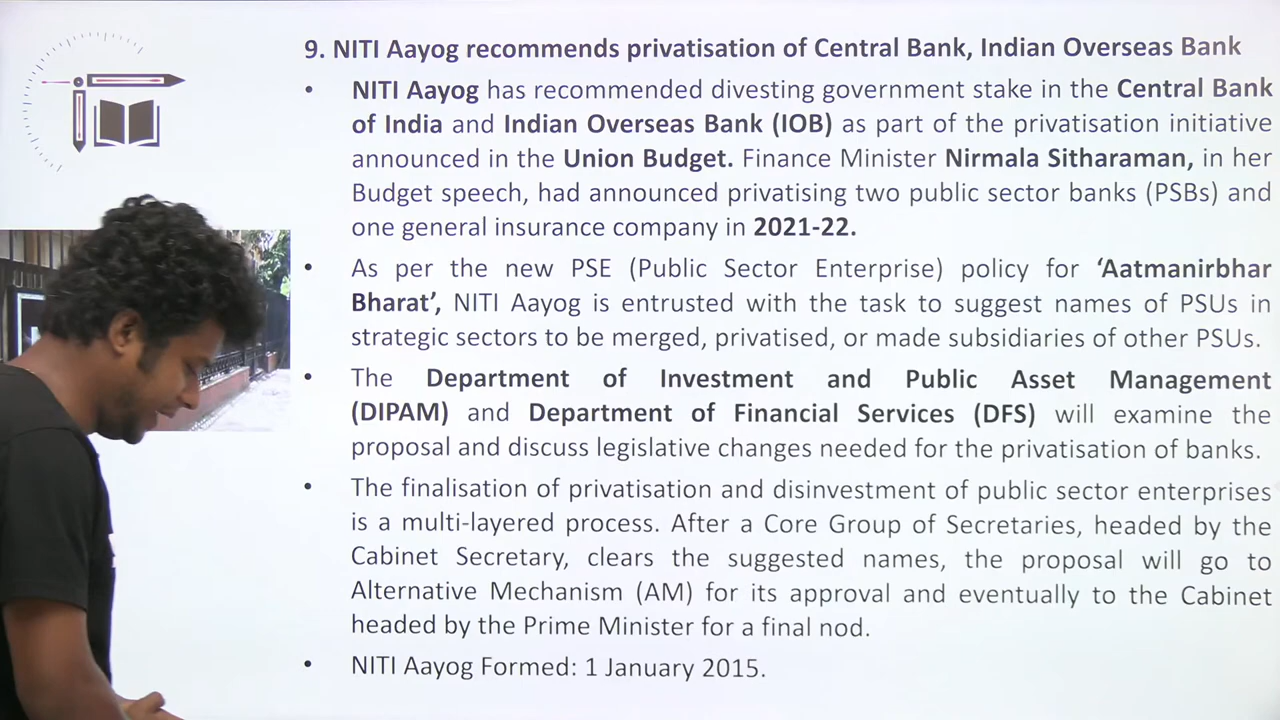 9. NITI Aayog recommends privatisation of Central Bank, Indian Overseas Bank
• NITI Aayog has recommended divesting government stake in the Central Bank
of India and Indian Overseas Bank (IOB) as part of the privatisation initiative
announced in the Union Budget. Finance Minister Nirmala Sitharaman, in her
Budget speech, had announced privatising two public sector banks (PSBs) and
one general insurance company in 2021-22.
• As per the new PSE (Public Sector Enterprise) policy for ‘Aatmanirbhar
Bharat’, NITI Aayog is entrusted with the task to suggest names of PSUs in
strategic sectors to be merged, privatised, or made subsidiaries of other PSUs.
• The Department of Investment and Public Asset Management
(DIPAM) and Department of Financial Services (DFS) will examine the
proposal and discuss legislative changes needed for the privatisation of banks.
• The finalisation of privatisation and disinvestment of public sector enterprises
is a multi-layered process. After a Core Group of Secretaries, headed by the
Cabinet Secretary, clears the suggested names, the proposal will go to
Alternative Mechanism (AM) for its approval and eventually to the Cabinet
headed by the Prime Minister for a final nod.
• NITI Aayog Formed: 1 January 2015.